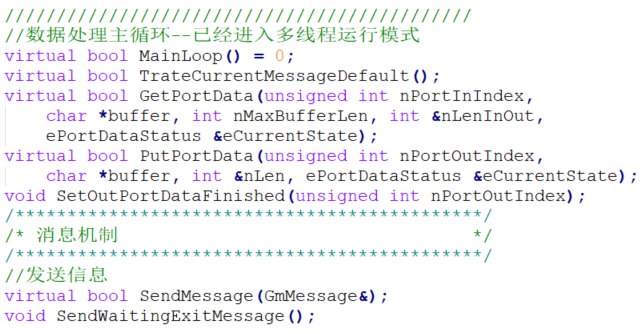 /////////////////////////////////////////////
//数据处理主循环--已经进入多线程运行模式
virtual bool MainLoop() = 0;
virtual bool TrateCurrentMessageDefault();
virtual bool GetPortData(unsigned int nPortInIndex,
    char *buffer, int nMaxBufferLen, int &nLenInOut,
    ePortDataStatus &eCurrentState);
virtual bool PutPortData(unsigned int nPortOutIndex,
    char *buffer, int &nLen, ePortDataStatus &eCurrentState);
void SetOutPortDataFinished(unsigned int nPortOutIndex);
/*********************************************/
/* 消息机制                                  */
/*********************************************/
//发送信息
virtual bool SendMessage(GmMessage&);
void SendWaitingExitMessage();